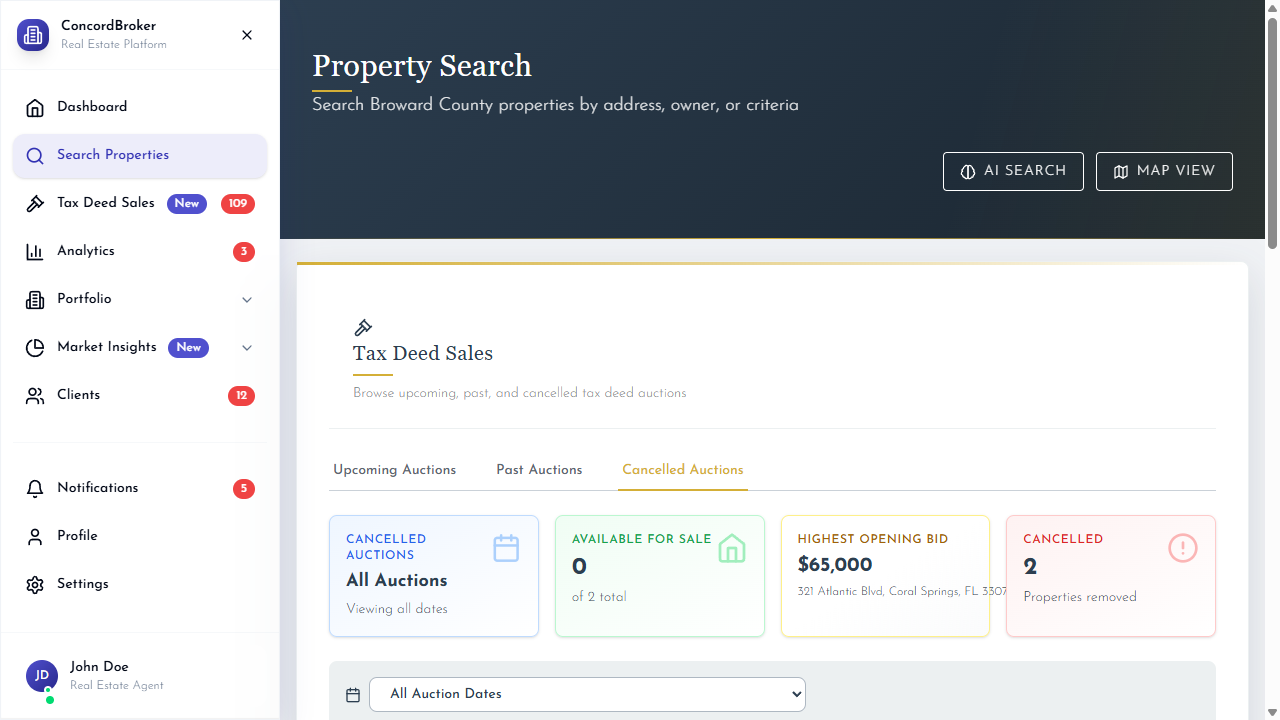 ConcordBroker
Real Estate Platform
Dashboard
Search Properties
Tax Deed Sales New 109
Analytics 3
Portfolio
Market Insights New
Clients 12
Notifications 5
Profile
Settings
JD
John Doe
Real Estate Agent
Property Search
Search Broward County properties by address, owner, or criteria
AI SEARCH
MAP VIEW
Tax Deed Sales
Browse upcoming, past, and cancelled tax deed auctions
Upcoming Auctions Past Auctions Cancelled Auctions
CANCELLED
AUCTIONS
All Auctions
Viewing all dates
AVAILABLE FOR SALE
0
of 2 total
HIGHEST OPENING BID
$65,000
321 Atlantic Blvd, Coral Springs, FL 3307
CANCELLED
2
Properties removed
All Auction Dates